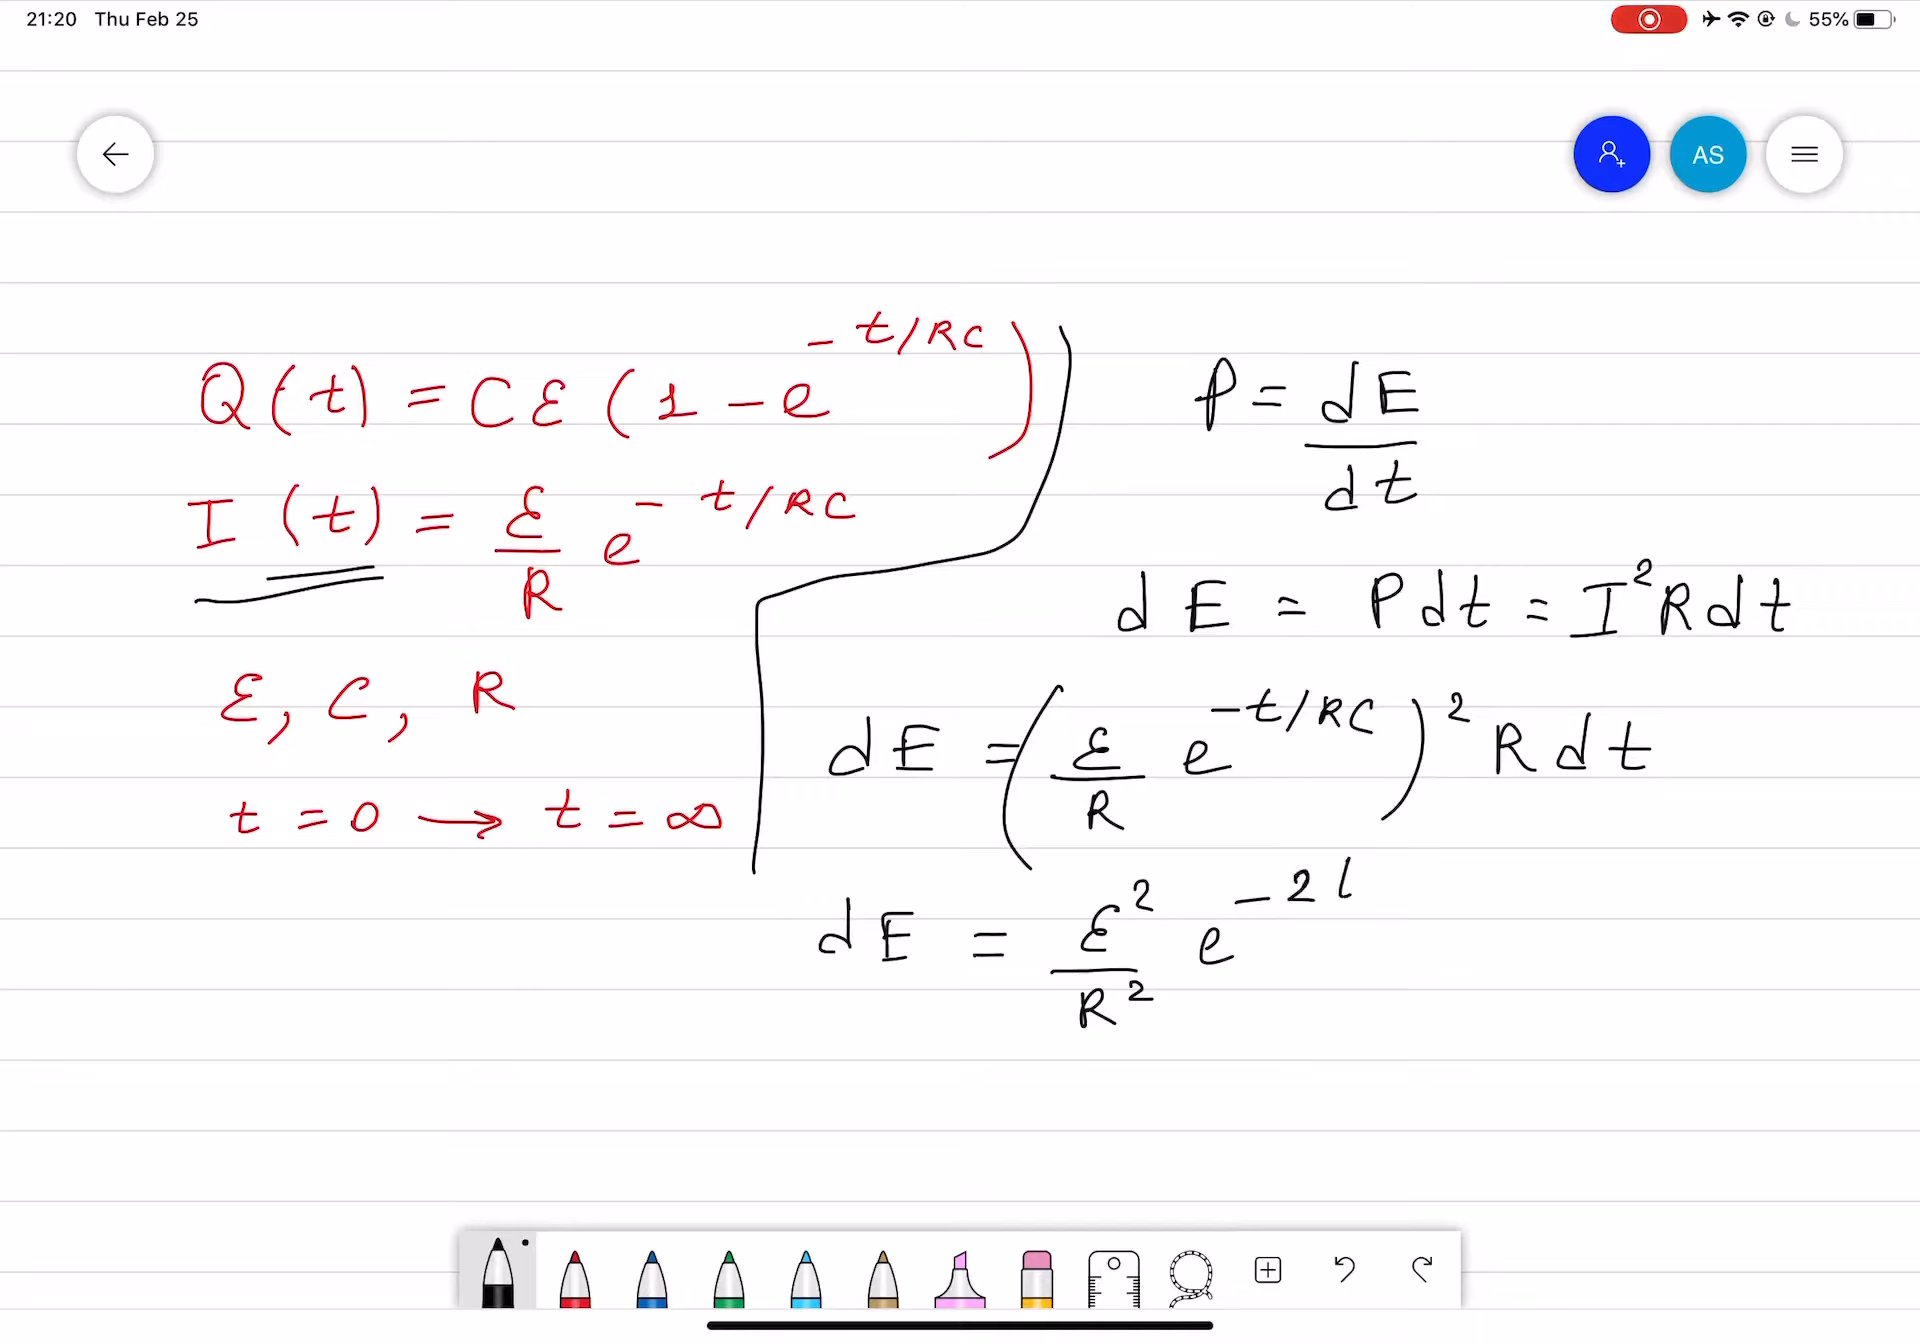 21:20 Thu Feb 25
55%
AS
Q(t) = Cℰ(1 - e^{-t/RC})
I(t) = ℰ/R e^{-t/RC}
ℰ, C, R
t = 0 → t = ∞
P = dE/dt
dE = Pdt = I²Rdt
dE = (ℰ/R e^{-t/RC})² R dt
dE = ℰ²/R² e^{-2